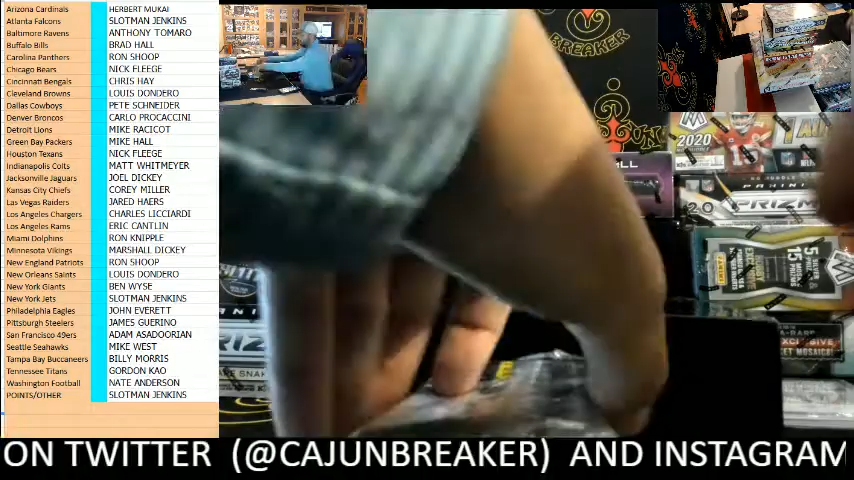 Arizona Cardinals HERBERT MUKAI
Atlanta Falcons SLOTMAN JENKINS
Baltimore Ravens ANTHONY TOMARO
Buffalo Bills BRAD HALL
Carolina Panthers RON SHOOP
Chicago Bears NICK FLEEGE
Cincinnati Bengals CHRIS HAY
Cleveland Browns LOUIS DONDERO
Dallas Cowboys PETE SCHNEIDER
Denver Broncos CARLO PROCACCINI
Detroit Lions MIKE RACICOT
Green Bay Packers MIKE HALL
Houston Texans NICK FLEEGE
Indianapolis Colts MATT WHITMEYER
Jacksonville Jaguars JOEL DICKEY
Kansas City Chiefs COREY MILLER
Las Vegas Raiders JARED HAERS
Los Angeles Chargers CHARLES LICCIARDI
Los Angeles Rams ERIC CANTLIN
Miami Dolphins RON KNIPPLE
Minnesota Vikings MARSHALL DICKEY
New England Patriots RON SHOOP
New Orleans Saints LOUIS DONDERO
New York Giants BEN WYSE
New York Jets SLOTMAN JENKINS
Philadelphia Eagles JOHN EVERETT
Pittsburgh Steelers JAMES GUERINO
San Francisco 49ers ADAM ASADOORIAN
Seattle Seahawks MIKE WEST
Tampa Bay Buccaneers BILLY MORRIS
Tennessee Titans GORDON KAO
Washington Football NATE ANDERSON
POINTS/OTHER SLOTMAN JENKINS
BREAKER
2020
PANINI
PRIZM
ON TWITTER (@CAJUNBREAKER) AND INSTAGRAM